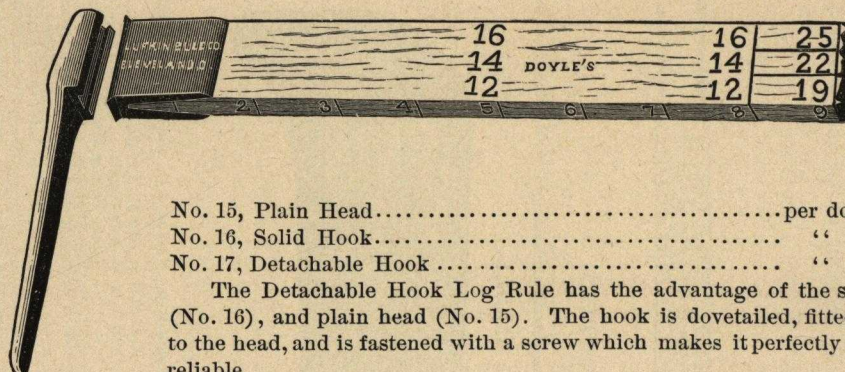 LUFKIN RULE CO.
CLEVELAND O
16 16 25
14 DOYLE'S 14 22
12 12 19
1 2 3 4 5 6 7 8 9
No. 15, Plain Head....................................per do
No. 16, Solid Hook.................................... “
No. 17, Detachable Hook .............................. “
The Detachable Hook Log Rule has the advantage of the s
(No. 16), and plain head (No. 15). The hook is dovetailed, fitte
to the head, and is fastened with a screw which makes it perfectly
reliable